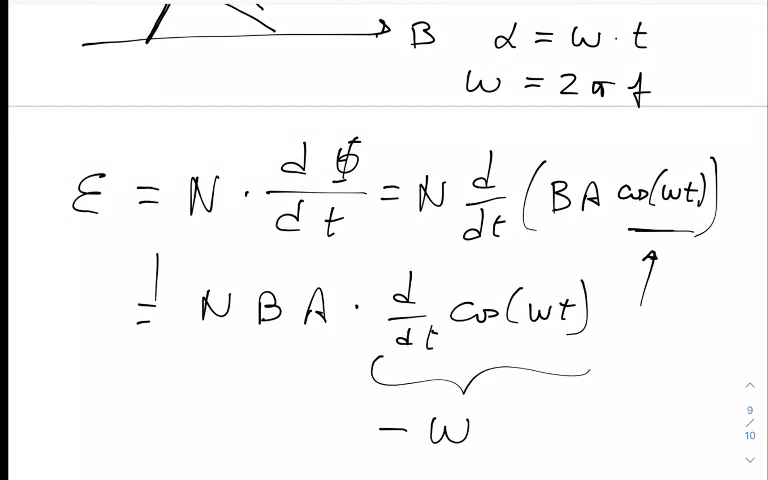 B α = ω · t
ω = 2 π f
ε = N · dΦ/dt = N d/dt (BA cos(ωt))
= N B A · d/dt cos(ωt)
- ω
9
/
10